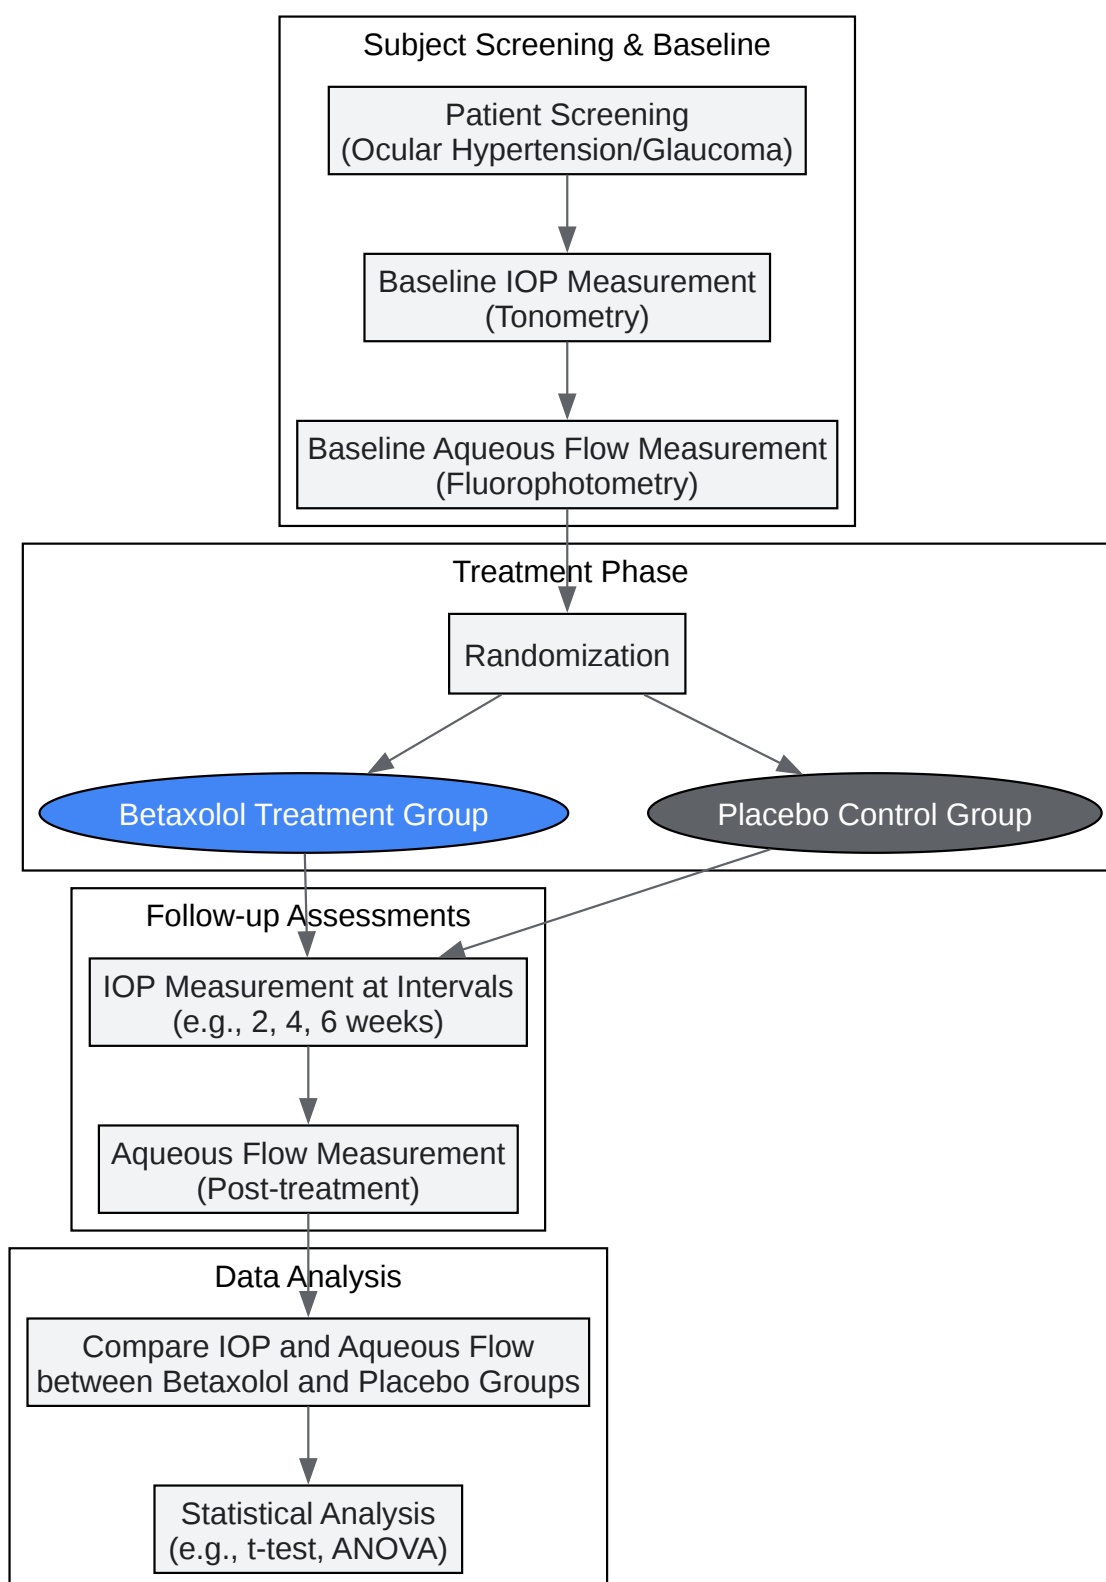 Subject Screening & Baseline
Patient Screening
(Ocular Hypertension/Glaucoma)
Baseline IOP Measurement
(Tonometry)
Baseline Aqueous Flow Measurement
(Fluorophotometry)
Treatment Phase
Randomization
Betaxolol Treatment Group
Placebo Control Group
Follow-up Assessments
IOP Measurement at Intervals
(e.g., 2, 4, 6 weeks)
Aqueous Flow Measurement
(Post-treatment)
Data Analysis
Compare IOP and Aqueous Flow
between Betaxolol and Placebo Groups
Statistical Analysis
(e.g., t-test, ANOVA)